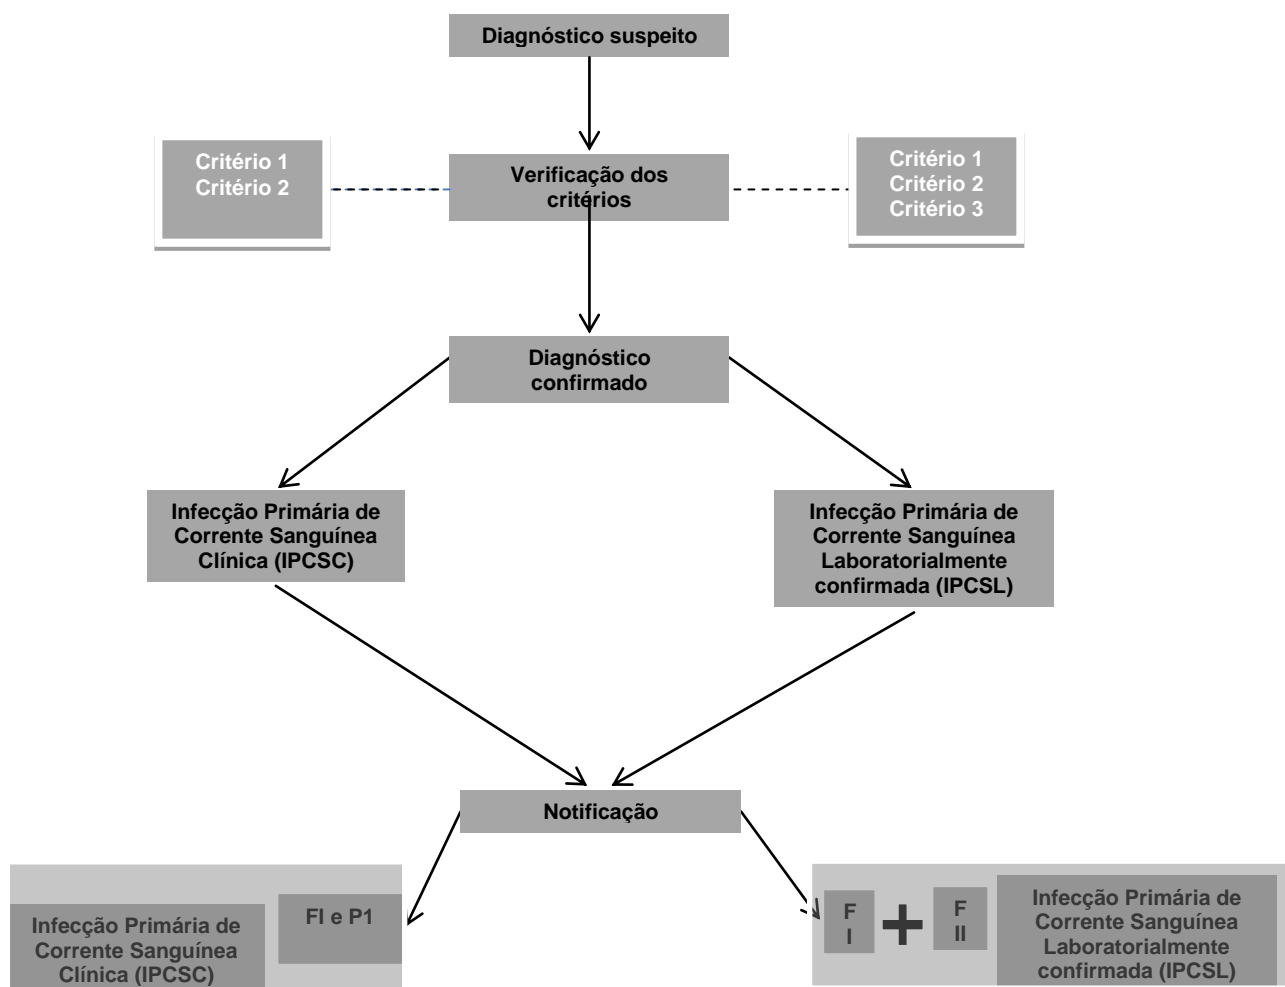 Diagnóstico suspeito
Critério 1
Critério 2
Verificação dos
critérios
Critério 1
Critério 2
Critério 3
Diagnóstico
confirmado
Infecção Primária de
Corrente Sanguínea
Clínica (IPCSC)
Infecção Primária de
Corrente Sanguínea
Laboratorialmente
confirmada (IPCSL)
Notificação
Infecção Primária de
Corrente Sanguínea
Clínica (IPCSC)
FI e P1
F
I
+
F
II
Infecção Primária de
Corrente Sanguínea
Laboratorialmente
confirmada (IPCSL)